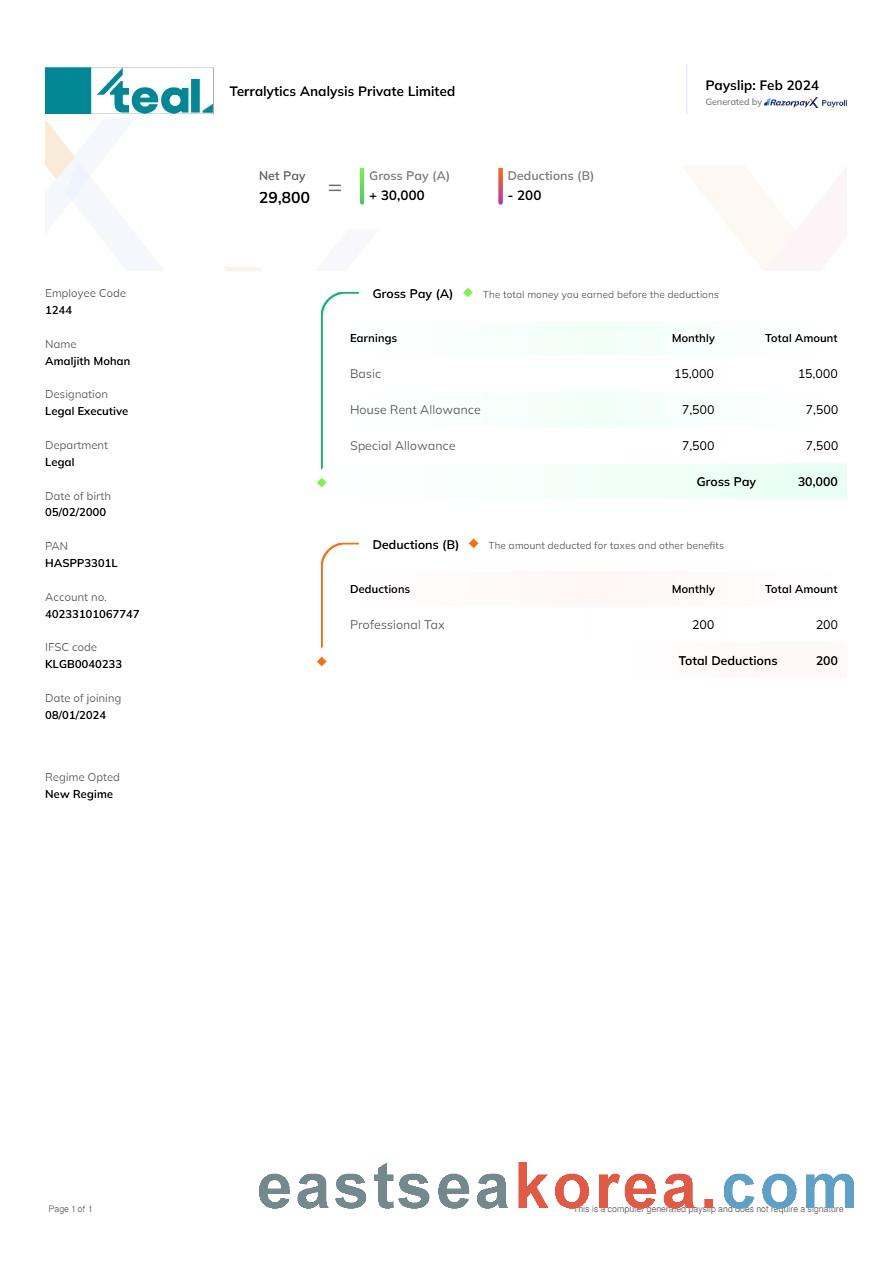 teal. Terralytics Analysis Private Limited
Payslip: Feb 2024
Generated by RazorpayX Payroll
Net Pay = Gross Pay (A) Deductions (B)
29,800 + 30,000 - 200
Employee Code
1244
Name
Amaljith Mohan
Designation
Legal Executive
Department
Legal
Date of birth
05/02/2000
PAN
HASPP3301L
Account no.
40233101067747
IFSC code
KLGB0040233
Date of joining
08/01/2024
Regime Opted
New Regime
Gross Pay (A) The total money you earned before the deductions
Earnings Monthly Total Amount
Basic 15,000 15,000
House Rent Allowance 7,500 7,500
Special Allowance 7,500 7,500
Gross Pay 30,000
Deductions (B) The amount deducted for taxes and other benefits
Deductions Monthly Total Amount
Professional Tax 200 200
Total Deductions 200
eastseakorea.com
Page 1 of 1 This is a computer generated payslip and does not require a signature